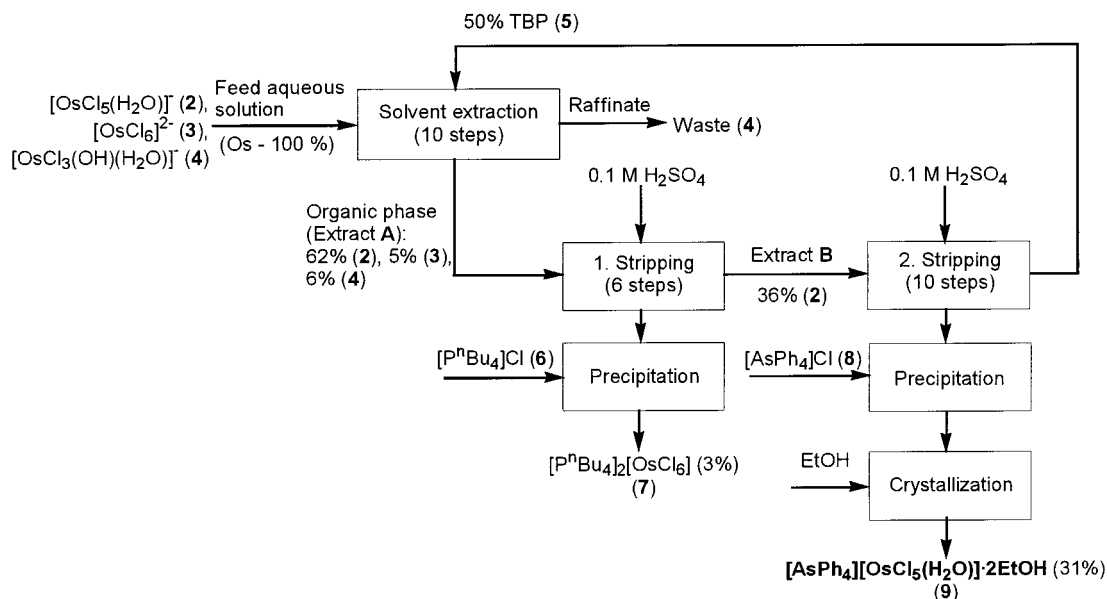 50% TBP (5)
[OsCl5(H2O)]⁻ (2),
[OsCl6]²⁻ (3),
[OsCl3(OH)(H2O)]⁻ (4)
Feed aqueous
solution
(Os - 100 %)
Solvent extraction
(10 steps)
Raffinate
Waste (4)
Organic phase
(Extract A):
62% (2), 5% (3),
6% (4)
0.1 M H2SO4
1. Stripping
(6 steps)
Extract B
36% (2)
0.1 M H2SO4
2. Stripping
(10 steps)
[PⁿBu4]Cl (6)
Precipitation
[AsPh4]Cl (8)
Precipitation
[PⁿBu4]2[OsCl6] (3%)
(7)
EtOH
Crystallization
[AsPh4][OsCl5(H2O)]·2EtOH (31%)
(9)